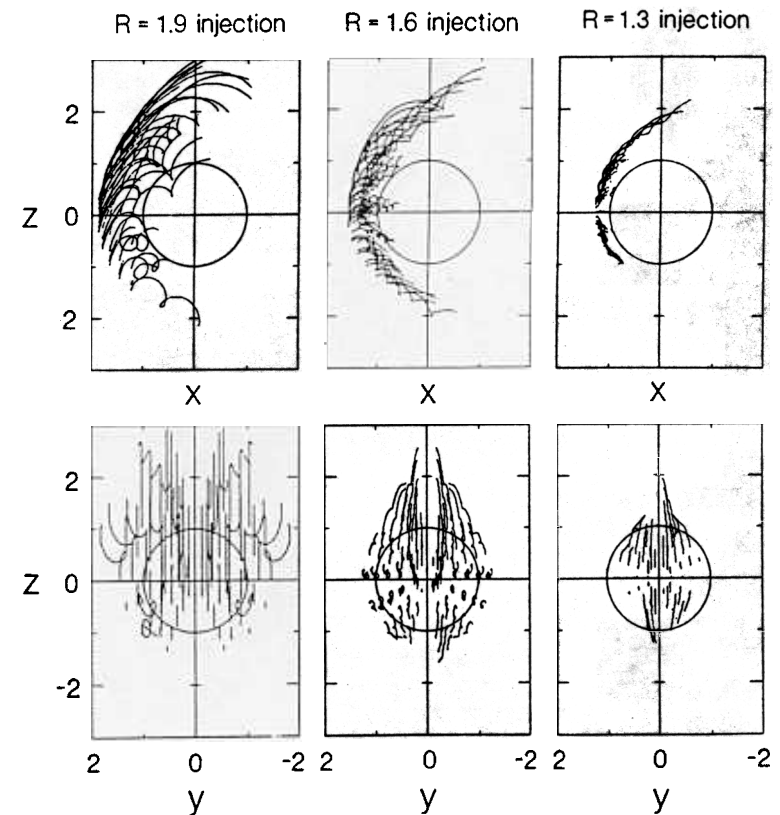 R = 1.9 injection R = 1.6 injection R = 1.3 injection
2
Z 0
2
X X X
2
Z 0
-2
2 0 -2 2 0 -2 2 0 -2
y y y